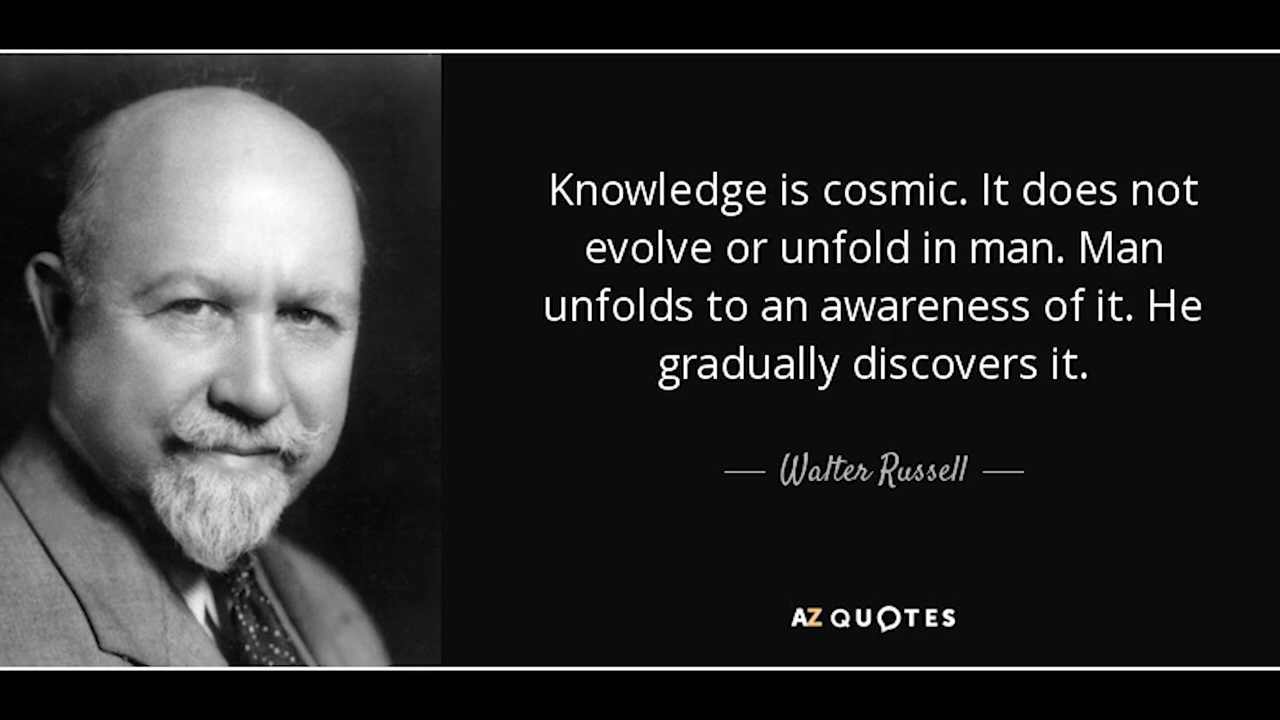 Knowledge is cosmic. It does not
evolve or unfold in man. Man
unfolds to an awareness of it. He
gradually discovers it.
Walter Russell
AZ QUOTES